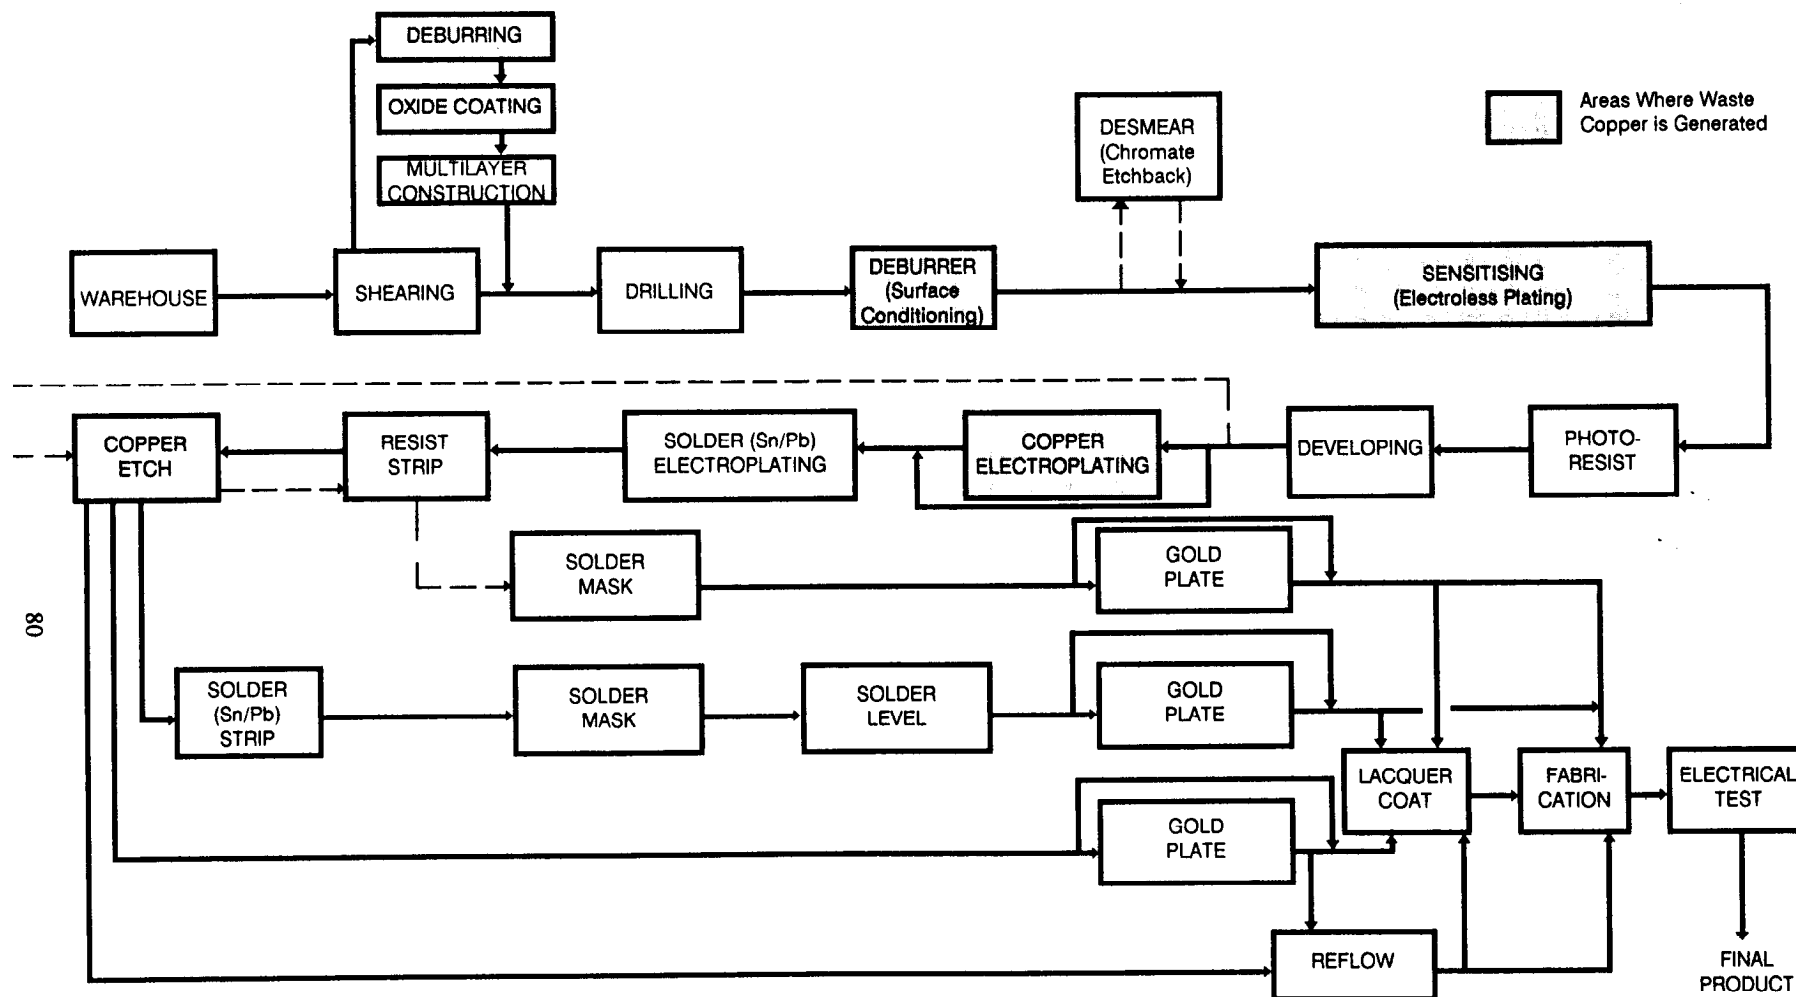 DEBURRING
OXIDE COATING
MULTILAYER
CONSTRUCTION
DESMEAR
(Chromate
Etchback)
Areas Where Waste
Copper is Generated
WAREHOUSE
SHEARING
DRILLING
DEBURRER
(Surface
Conditioning)
SENSITISING
(Electroless Plating)
COPPER
ETCH
RESIST
STRIP
SOLDER (Sn/Pb)
ELECTROPLATING
COPPER
ELECTROPLATING
DEVELOPING
PHOTO-
RESIST
SOLDER
MASK
GOLD
PLATE
80
SOLDER
(Sn/Pb)
STRIP
SOLDER
MASK
SOLDER
LEVEL
GOLD
PLATE
LACQUER
COAT
FABRI-
CATION
ELECTRICAL
TEST
GOLD
PLATE
REFLOW
FINAL
PRODUCT